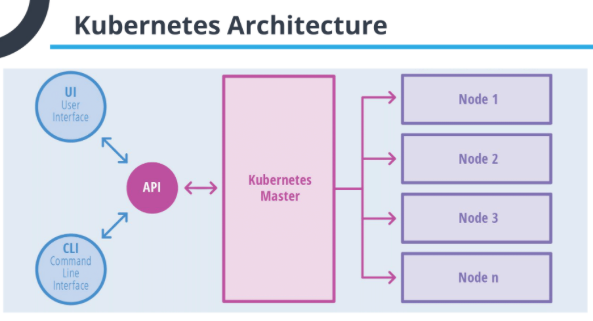 Kubernetes Architecture
UI
User
Interface
API
CLI
Command
Line
Interface
Kubernetes
Master
Node 1
Node 2
Node 3
Node n